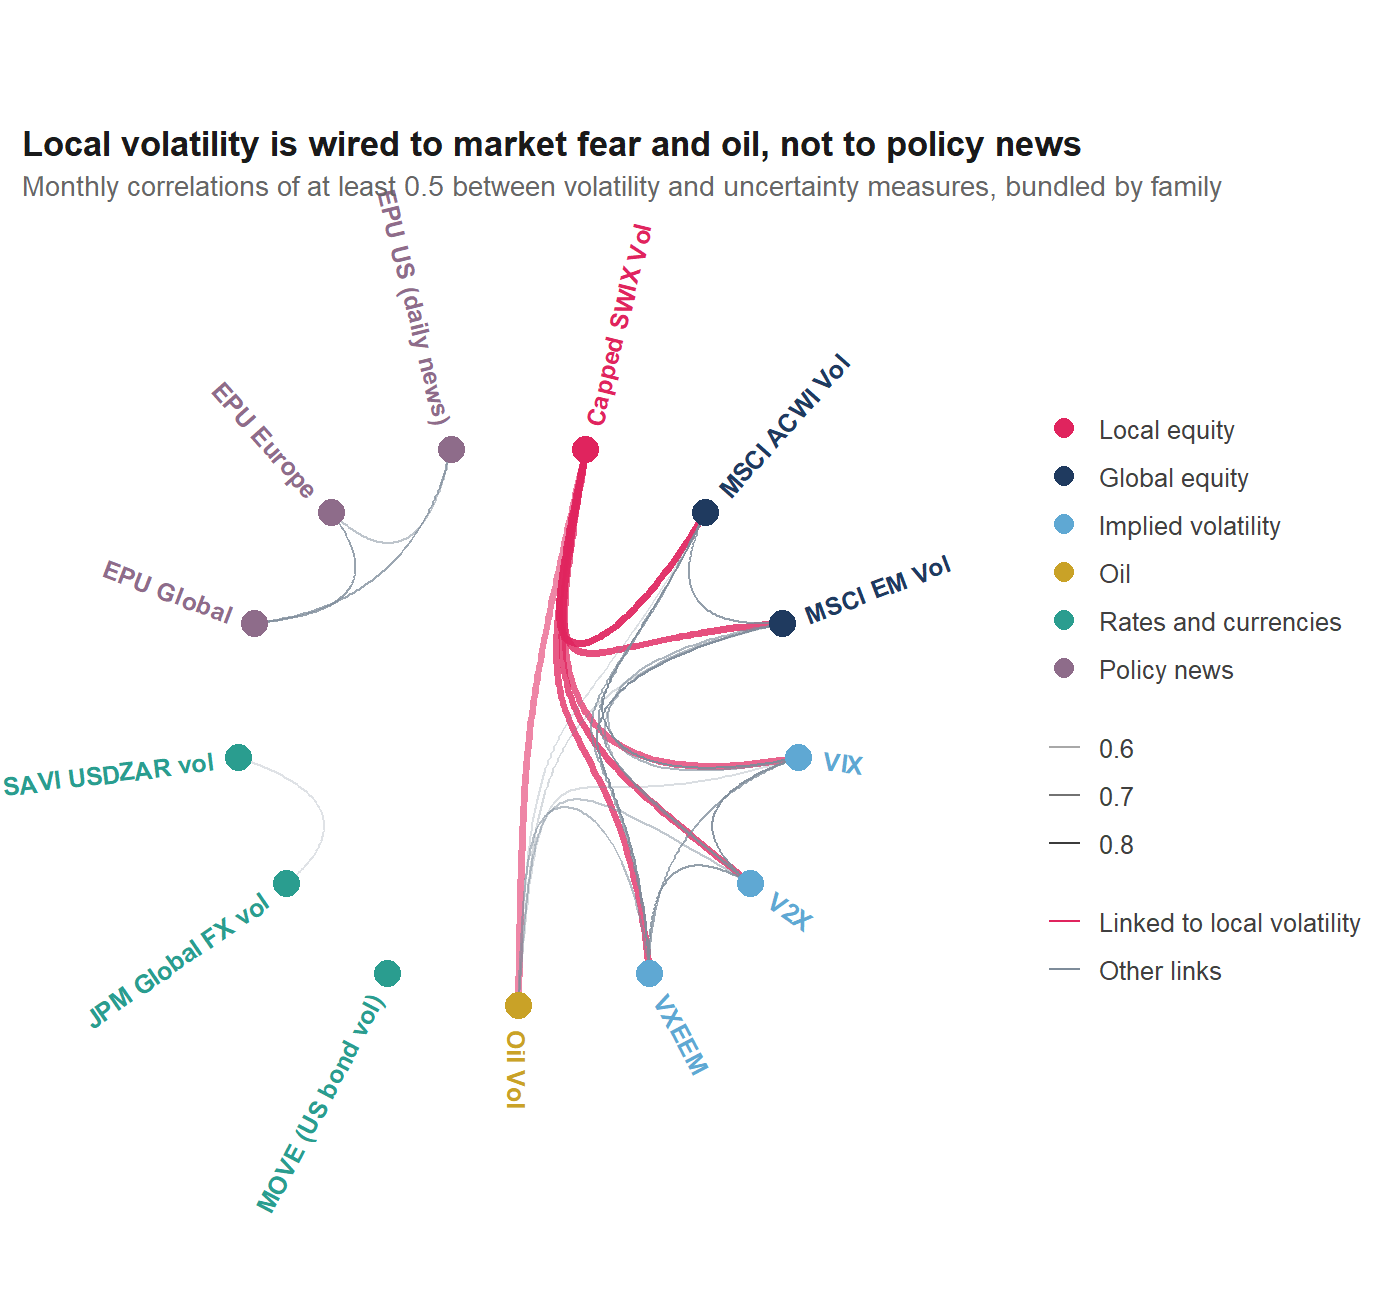 Local volatility is wired to market fear and oil, not to policy news
Monthly correlations of at least 0.5 between volatility and uncertainty measures, bundled by family
EPU US (daily news)
Capped SWIX Vol
MSCI ACWI Vol
EPU Europe
MSCI EM Vol
EPU Global
SAVI USDZAR vol
VIX
JPM Global FX vol
V2X
MOVE (US bond vol)
Oil Vol
VXEEM
Local equity
Global equity
Implied volatility
Oil
Rates and currencies
Policy news
0.6
0.7
0.8
Linked to local volatility
Other links